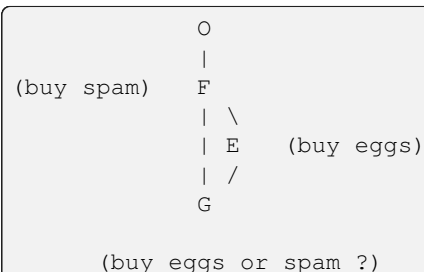 O
|
(buy spam) F
| \
| E (buy eggs)
| /
G
(buy eggs or spam ?)